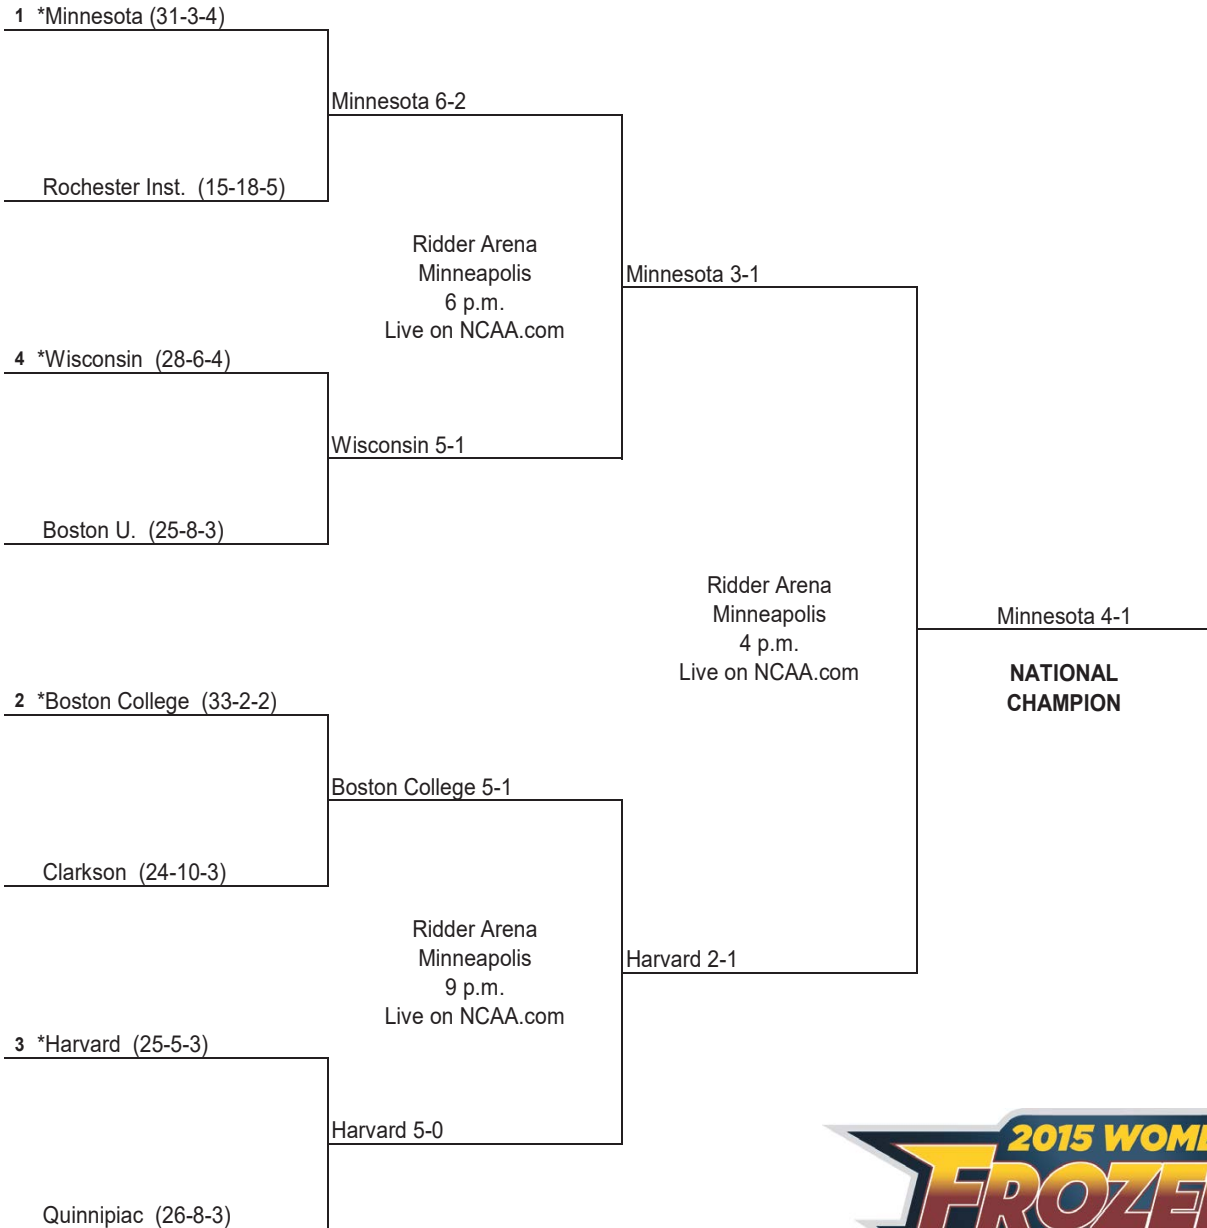 1 *Minnesota (31-3-4)
Minnesota 6-2
Rochester Inst. (15-18-5)
Ridder Arena
Minneapolis
6 p.m.
Live on NCAA.com
Minnesota 3-1
4 *Wisconsin (28-6-4)
Wisconsin 5-1
Boston U. (25-8-3)
Ridder Arena
Minneapolis
4 p.m.
Live on NCAA.com
Minnesota 4-1
NATIONAL
CHAMPION
2 *Boston College (33-2-2)
Boston College 5-1
Clarkson (24-10-3)
Ridder Arena
Minneapolis
9 p.m.
Live on NCAA.com
Harvard 2-1
3 *Harvard (25-5-3)
Harvard 5-0
Quinnipiac (26-8-3)
2015 WOME
FROZE